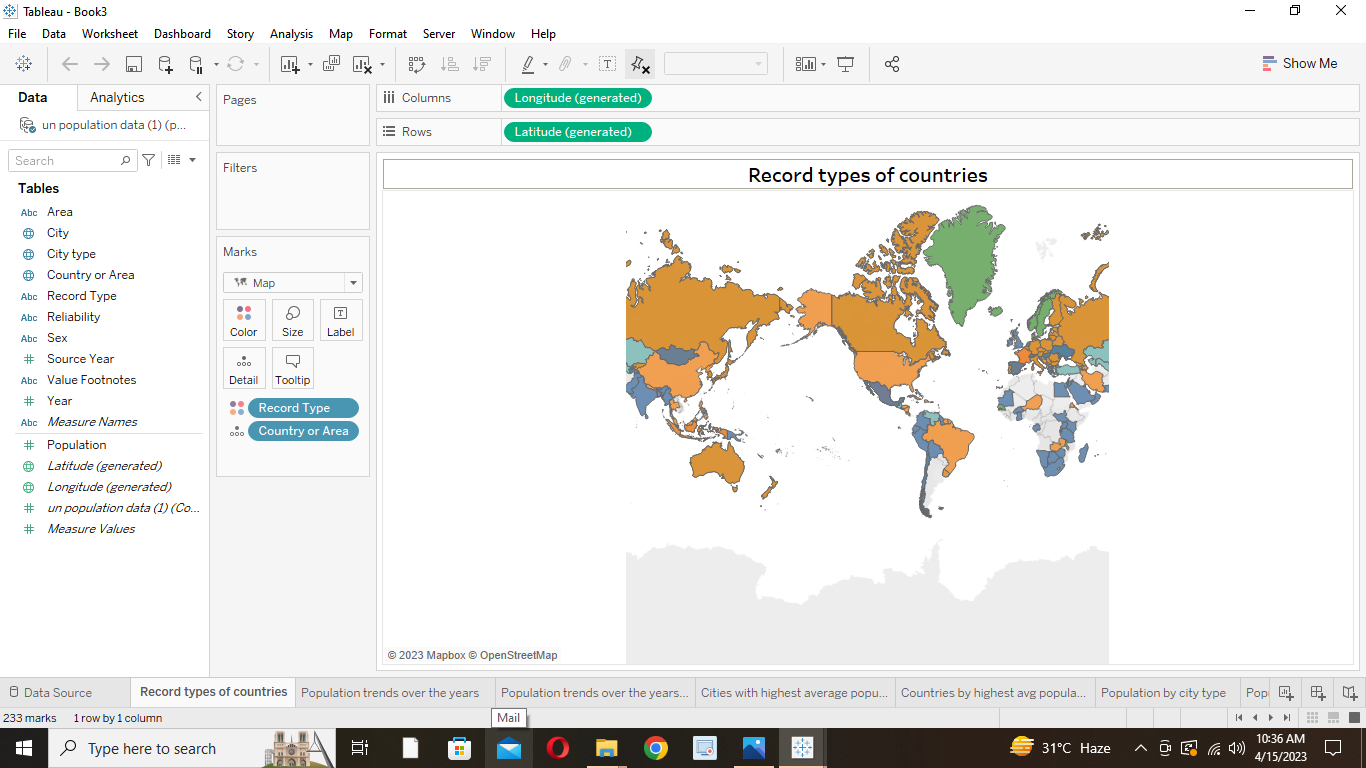 Tableau - Book3
File Data Worksheet Dashboard Story Analysis Map Format Server Window Help
Show Me
Data Analytics
un population data (1) (p...
Search
Tables
Abc Area
City
City type
Country or Area
Abc Record Type
Abc Reliability
Abc Sex
Source Year
Value Footnotes
Year
Abc Measure Names
Population
Latitude (generated)
Longitude (generated)
un population data (1) (Co...
Measure Values
Pages
Filters
Marks
Map
Color Size Label
Detail Tooltip
Record Type
Country or Area
Columns Longitude (generated)
Rows Latitude (generated)
Record types of countries
© 2023 Mapbox © OpenStreetMap
Data Source Record types of countries Population trends over the years Population trends over the years... Cities with highest average popu... Countries by highest avg popula... Population by city type Popu
233 marks 1 row by 1 column
Mail
Type here to search
31°C Haze
10:36 AM
4/15/2023